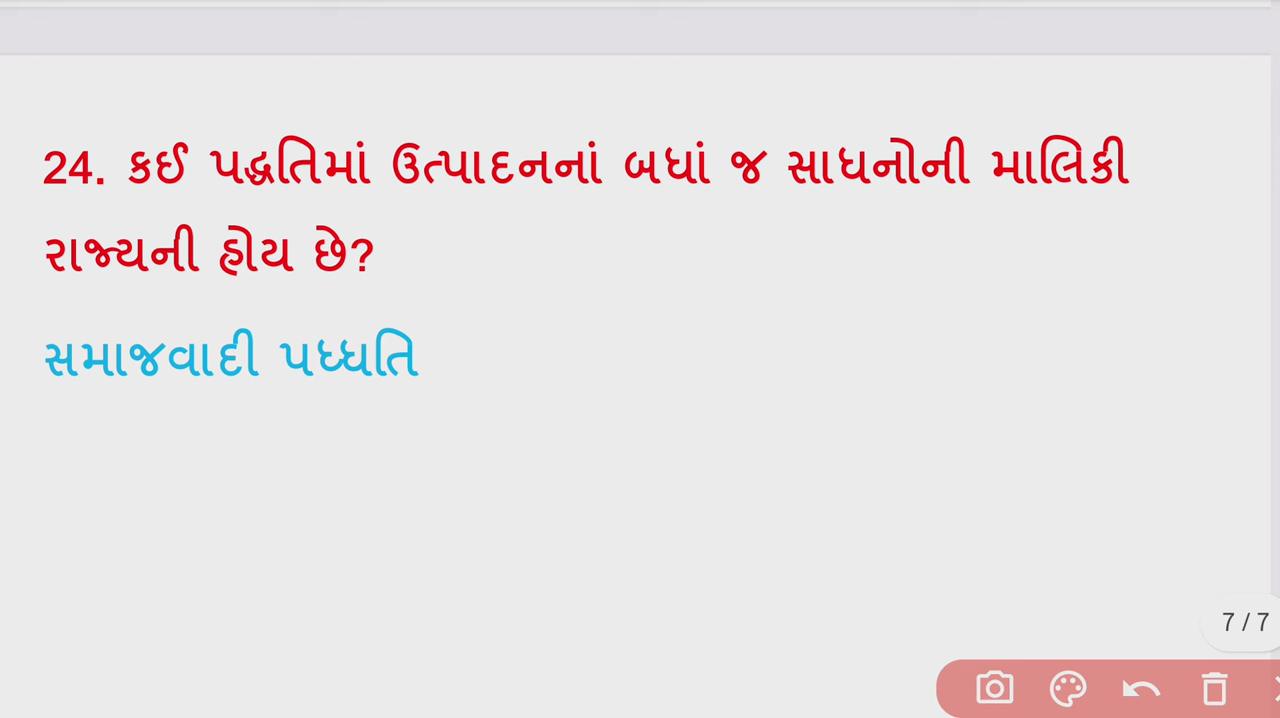 24. કઈ પદ્ધતિમાં ઉત્પાદનનાં બધાં જ સાધનોની માલિકી
રાજ્યની હોય છે?
સમાજવાદી પધ્ધતિ
7 / 7